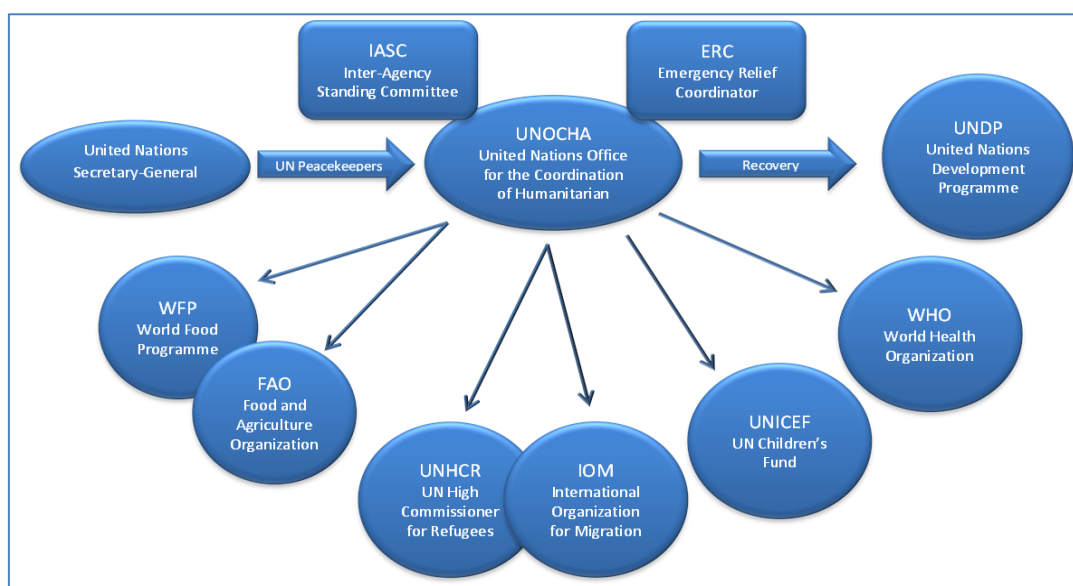 IASC
Inter-Agency
Standing Committee
ERC
Emergency Relief
Coordinator
United Nations
Secretary-General
UN Peacekeepers
UNOCHA
United Nations Office
for the Coordination
of Humanitarian
Recovery
UNDP
United Nations
Development
Programme
WFP
World Food
Programme
FAO
Food and
Agriculture
Organization
UNHCR
UN High
Commissioner
for Refugees
IOM
International
Organization
for Migration
UNICEF
UN Children's
Fund
WHO
World Health
Organization